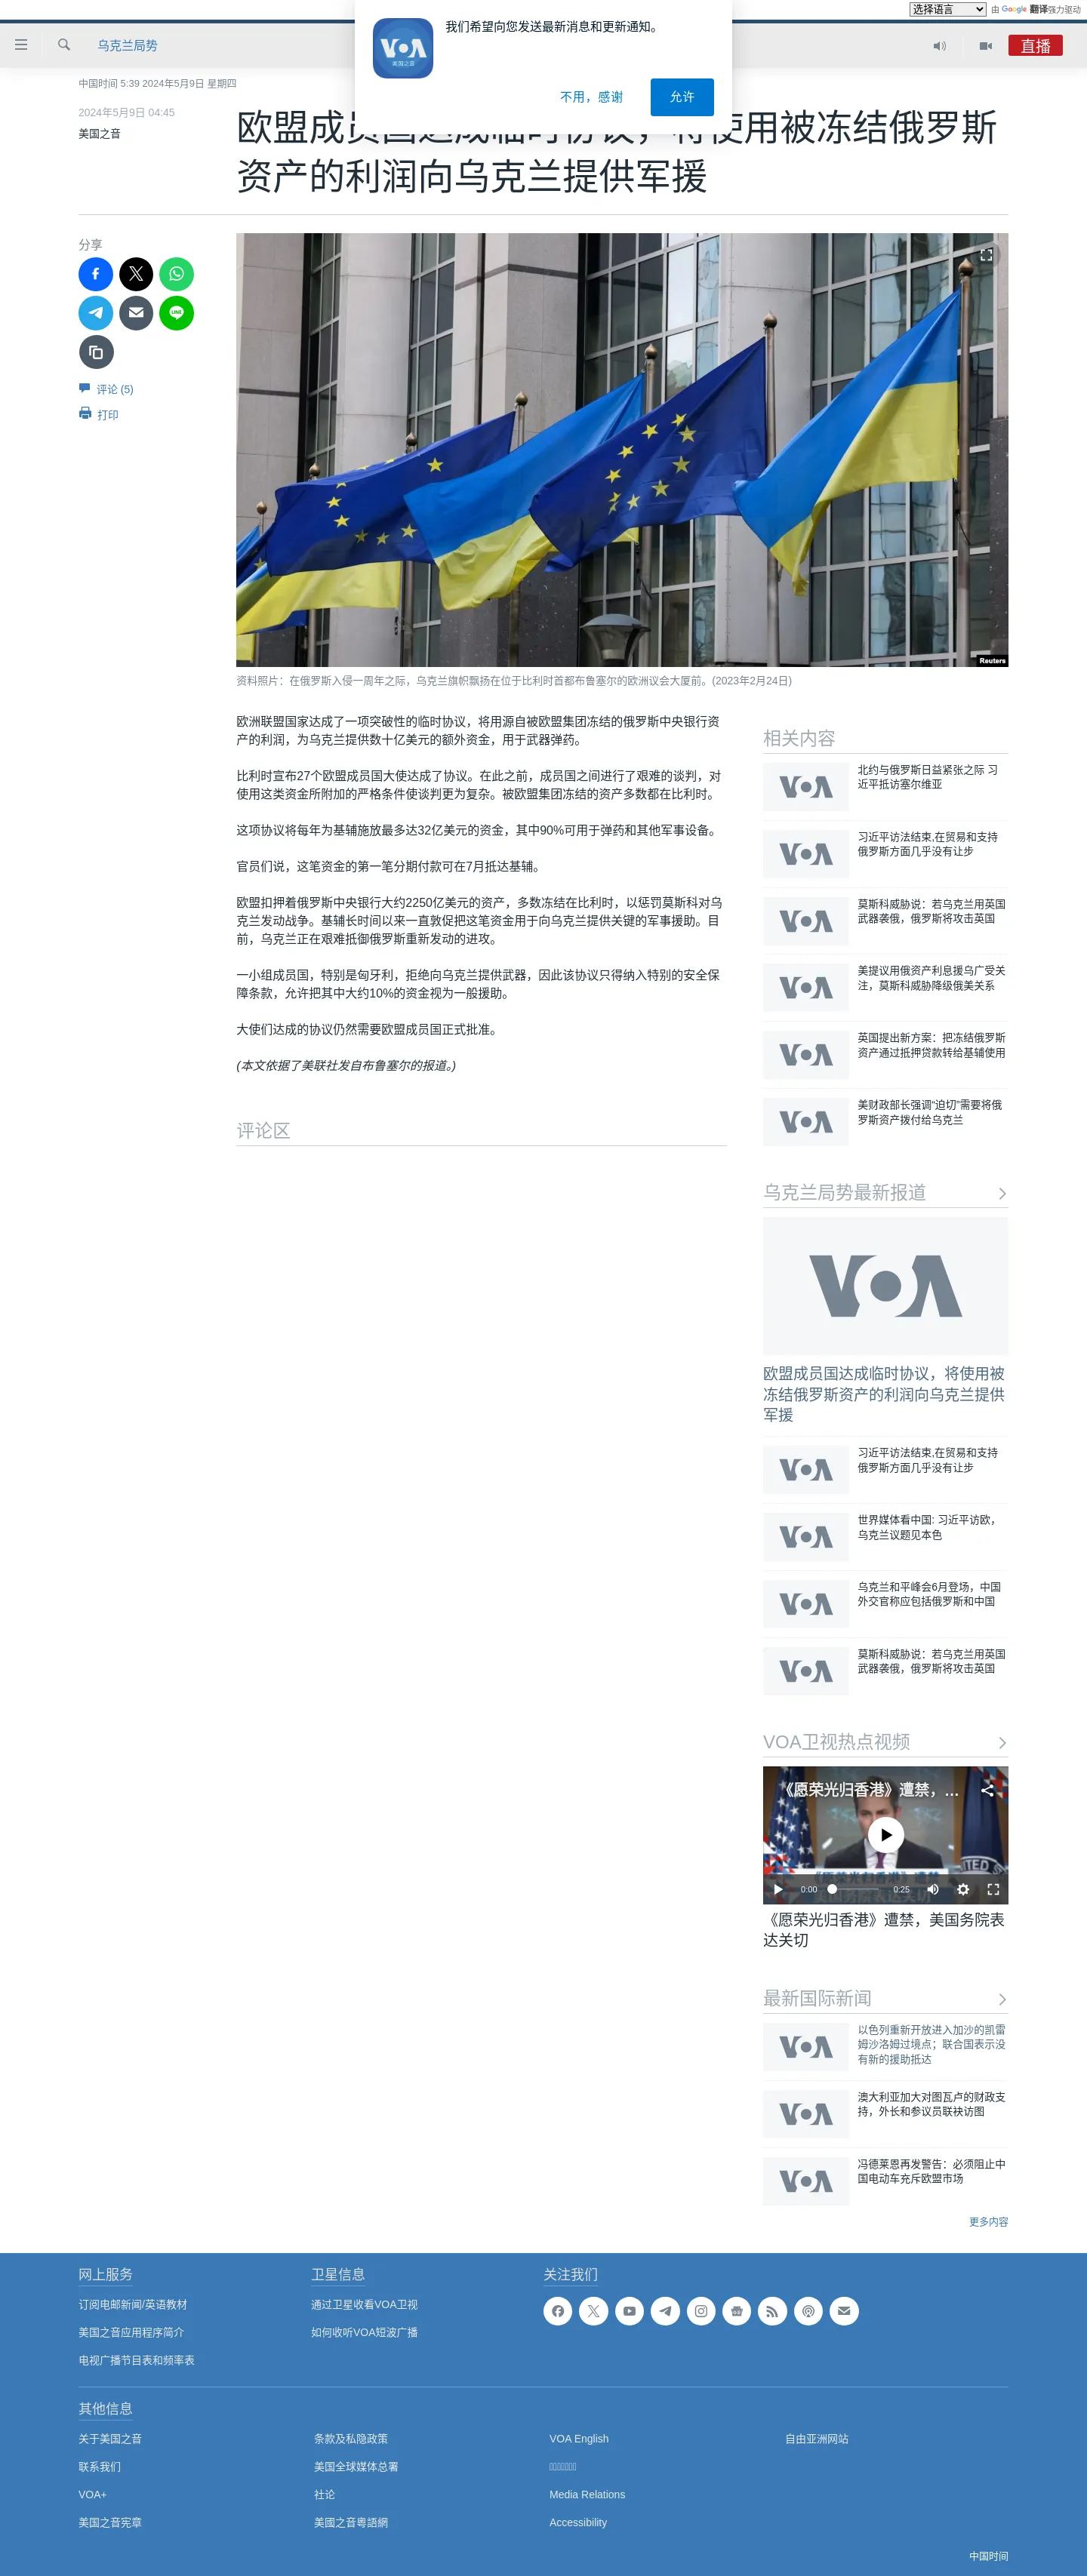 选择语言
由 Google 翻译强力驱动
我们希望向您发送最新消息和更新通知。
VOA
美国之音
不用，感谢
允许
乌克兰局势
直播
中国时间 5:39 2024年5月9日 星期四
2024年5月9日 04:45
美国之音
欧盟成员国达成临时协议，将使用被冻结俄罗斯
资产的利润向乌克兰提供军援
分享
评论 (5)
打印
Reuters
资料照片：在俄罗斯入侵一周年之际，乌克兰旗帜飘扬在位于比利时首都布鲁塞尔的欧洲议会大厦前。(2023年2月24日)
欧洲联盟国家达成了一项突破性的临时协议，将用源自被欧盟集团冻结的俄罗斯中央银行资
产的利润，为乌克兰提供数十亿美元的额外资金，用于武器弹药。
比利时宣布27个欧盟成员国大使达成了协议。在此之前，成员国之间进行了艰难的谈判，对
使用这类资金所附加的严格条件使谈判更为复杂。被欧盟集团冻结的资产多数都在比利时。
这项协议将每年为基辅施放最多达32亿美元的资金，其中90%可用于弹药和其他军事设备。
官员们说，这笔资金的第一笔分期付款可在7月抵达基辅。
欧盟扣押着俄罗斯中央银行大约2250亿美元的资产，多数冻结在比利时，以惩罚莫斯科对乌
克兰发动战争。基辅长时间以来一直敦促把这笔资金用于向乌克兰提供关键的军事援助。目
前，乌克兰正在艰难抵御俄罗斯重新发动的进攻。
一小组成员国，特别是匈牙利，拒绝向乌克兰提供武器，因此该协议只得纳入特别的安全保
障条款，允许把其中大约10%的资金视为一般援助。
大使们达成的协议仍然需要欧盟成员国正式批准。
(本文依据了美联社发自布鲁塞尔的报道。)
评论区
相关内容
VOA
北约与俄罗斯日益紧张之际 习
近平抵访塞尔维亚
VOA
习近平访法结束,在贸易和支持
俄罗斯方面几乎没有让步
VOA
莫斯科威胁说：若乌克兰用英国
武器袭俄，俄罗斯将攻击英国
VOA
美提议用俄资产利息援乌广受关
注，莫斯科威胁降级俄美关系
VOA
英国提出新方案：把冻结俄罗斯
资产通过抵押贷款转给基辅使用
VOA
美财政部长强调“迫切”需要将俄
罗斯资产拨付给乌克兰
乌克兰局势最新报道
VOA
欧盟成员国达成临时协议，将使用被
冻结俄罗斯资产的利润向乌克兰提供
军援
VOA
习近平访法结束,在贸易和支持
俄罗斯方面几乎没有让步
VOA
世界媒体看中国: 习近平访欧，
乌克兰议题见本色
VOA
乌克兰和平峰会6月登场，中国
外交官称应包括俄罗斯和中国
VOA
莫斯科威胁说：若乌克兰用英国
武器袭俄，俄罗斯将攻击英国
VOA卫视热点视频
《愿荣光归香港》遭禁，...
0:00
0:25
《愿荣光归香港》遭禁，美国务院表
达关切
最新国际新闻
VOA
以色列重新开放进入加沙的凯雷
姆沙洛姆过境点；联合国表示没
有新的援助抵达
VOA
澳大利亚加大对图瓦卢的财政支
持，外长和参议员联袂访图
VOA
冯德莱恩再发警告：必须阻止中
国电动车充斥欧盟市场
更多内容
网上服务
卫星信息
关注我们
订阅电邮新闻/英语教材
美国之音应用程序简介
电视广播节目表和频率表
通过卫星收看VOA卫视
如何收听VOA短波广播
其他信息
关于美国之音
条款及私隐政策
VOA English
自由亚洲网站
联系我们
美国全球媒体总署
VOA+
社论
Media Relations
美国之音宪章
美國之音粵語網
Accessibility
中国时间